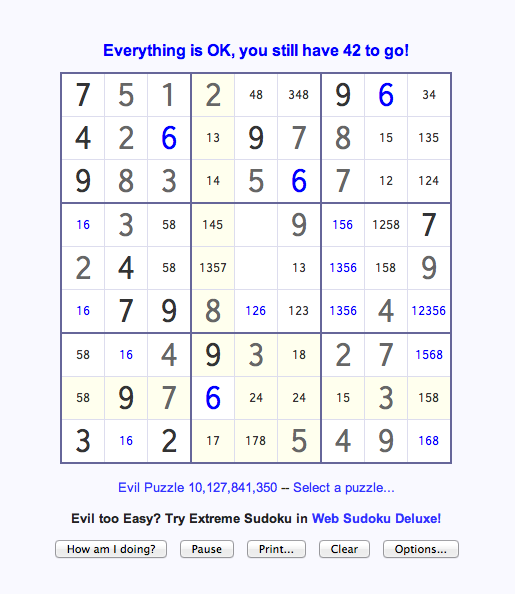 Everything is OK, you still have 42 to go!
7 5 1 2 48 348 9 6 34
4 2 6 13 9 7 8 15 135
9 8 3 14 5 6 7 12 124
16 3 58 145 9 156 1258 7
2 4 58 1357 13 1356 158 9
16 7 9 8 126 123 1356 4 12356
58 16 4 9 3 18 2 7 1568
58 9 7 6 24 24 15 3 158
3 16 2 17 178 5 4 9 168
Evil Puzzle 10,127,841,350 -- Select a puzzle...
Evil too Easy? Try Extreme Sudoku in Web Sudoku Deluxe!
How am I doing? Pause Print... Clear Options...